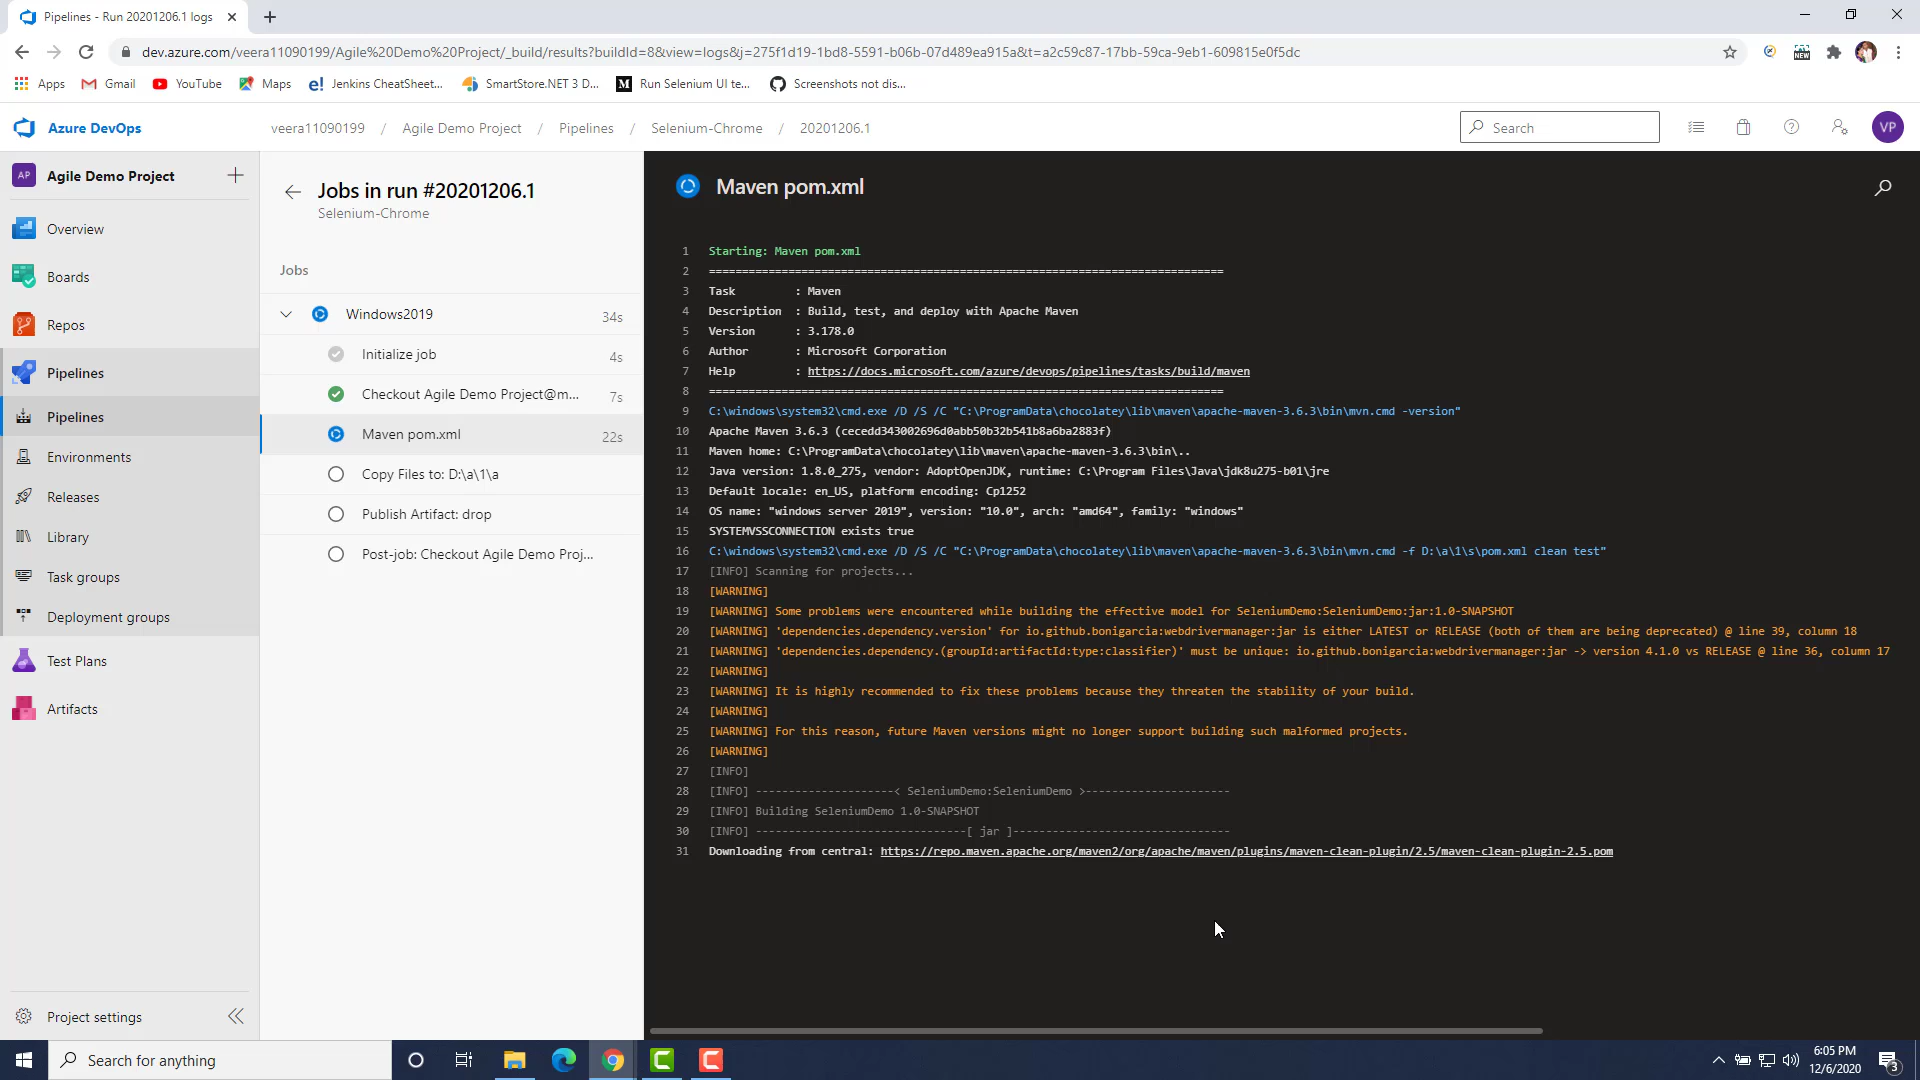 Pipelines - Run 20201206.1 logs
dev.azure.com/veera11090199/Agile%20Demo%20Project/_build/results?buildId=8&view=logs&j=275f1d19-1bd8-5591-b06b-07d489ea915a&t=a2c59c87-17bb-59ca-9eb1-609815e0f5dc
NEW
Apps
Gmail
YouTube
Maps
Jenkins CheatSheet...
SmartStore.NET 3 D...
Run Selenium UI te...
Screenshots not dis...
Azure DevOps
veera11090199 / Agile Demo Project / Pipelines / Selenium-Chrome / 20201206.1
Search
VP
AP
Agile Demo Project
Overview
Boards
Repos
Pipelines
Pipelines
Environments
Releases
Library
Task groups
Deployment groups
Test Plans
Artifacts
Project settings
Jobs in run #20201206.1
Selenium-Chrome
Jobs
Windows2019 34s
Initialize job 4s
Checkout Agile Demo Project@m... 7s
Maven pom.xml 22s
Copy Files to: D:\a\1\a
Publish Artifact: drop
Post-job: Checkout Agile Demo Proj...
Maven pom.xml
1 Starting: Maven pom.xml
2 ==============================================================================
3 Task : Maven
4 Description : Build, test, and deploy with Apache Maven
5 Version : 3.178.0
6 Author : Microsoft Corporation
7 Help : https://docs.microsoft.com/azure/devops/pipelines/tasks/build/maven
8 ==============================================================================
9 C:\windows\system32\cmd.exe /D /S /C "C:\ProgramData\chocolatey\lib\maven\apache-maven-3.6.3\bin\mvn.cmd -version"
10 Apache Maven 3.6.3 (cecedd343002696d0abb50b32b541b8a6ba2883f)
11 Maven home: C:\ProgramData\chocolatey\lib\maven\apache-maven-3.6.3\bin\..
12 Java version: 1.8.0_275, vendor: AdoptOpenJDK, runtime: C:\Program Files\Java\jdk8u275-b01\jre
13 Default locale: en_US, platform encoding: Cp1252
14 OS name: "windows server 2019", version: "10.0", arch: "amd64", family: "windows"
15 SYSTEMVSSCONNECTION exists true
16 C:\windows\system32\cmd.exe /D /S /C "C:\ProgramData\chocolatey\lib\maven\apache-maven-3.6.3\bin\mvn.cmd -f D:\a\1\s\pom.xml clean test"
17 [INFO] Scanning for projects...
18 [WARNING]
19 [WARNING] Some problems were encountered while building the effective model for SeleniumDemo:SeleniumDemo:jar:1.0-SNAPSHOT
20 [WARNING] 'dependencies.dependency.version' for io.github.bonigarcia:webdrivermanager:jar is either LATEST or RELEASE (both of them are being deprecated) @ line 39, column 18
21 [WARNING] 'dependencies.dependency.(groupId:artifactId:type:classifier)' must be unique: io.github.bonigarcia:webdrivermanager:jar -> version 4.1.0 vs RELEASE @ line 36, column 17
22 [WARNING]
23 [WARNING] It is highly recommended to fix these problems because they threaten the stability of your build.
24 [WARNING]
25 [WARNING] For this reason, future Maven versions might no longer support building such malformed projects.
26 [WARNING]
27 [INFO]
28 [INFO] ---------------------< SeleniumDemo:SeleniumDemo >----------------------
29 [INFO] Building SeleniumDemo 1.0-SNAPSHOT
30 [INFO] --------------------------------[ jar ]---------------------------------
31 Downloading from central: https://repo.maven.apache.org/maven2/org/apache/maven/plugins/maven-clean-plugin/2.5/maven-clean-plugin-2.5.pom
Search for anything
6:05 PM
12/6/2020
3